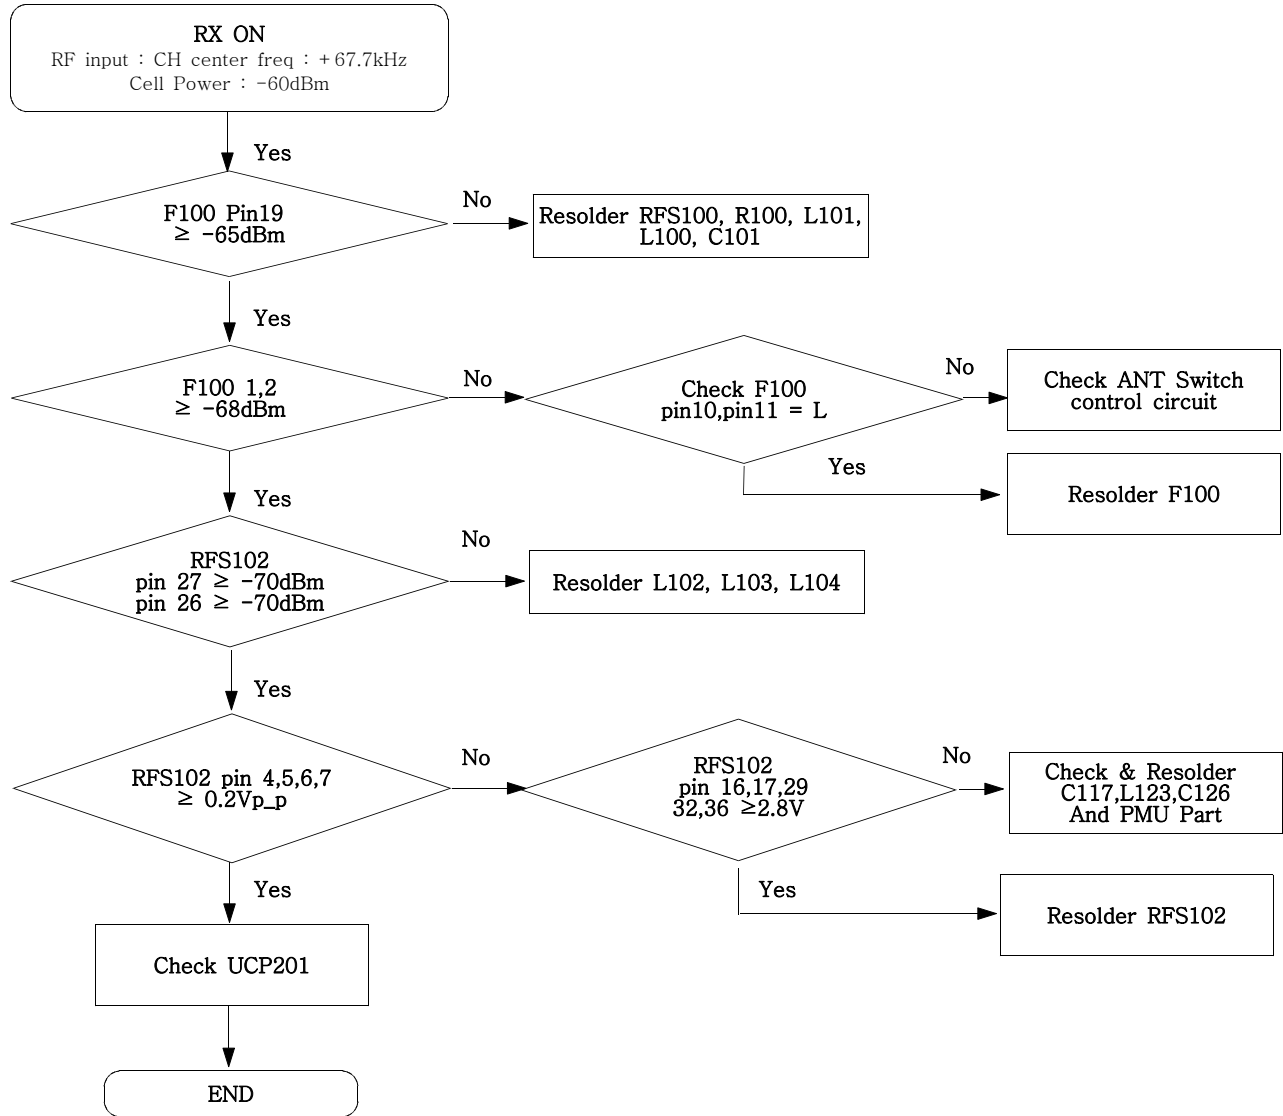 RX ON
RF input : CH center freq : +67.7kHz
Cell Power : -60dBm
Yes
F100 Pin19
≥ -65dBm
No
Resolder RFS100, R100, L101,
L100, C101
Yes
F100 1,2
≥ -68dBm
No
Check F100
pin10,pin11 = L
No
Check ANT Switch
control circuit
Yes
Resolder F100
Yes
RFS102
pin 27 ≥ -70dBm
pin 26 ≥ -70dBm
No
Resolder L102, L103, L104
Yes
RFS102 pin 4,5,6,7
≥ 0.2Vp_p
No
RFS102
pin 16,17,29
32,36 ≥2.8V
No
Check & Resolder
C117,L123,C126
And PMU Part
Yes
Resolder RFS102
Yes
Check UCP201
END